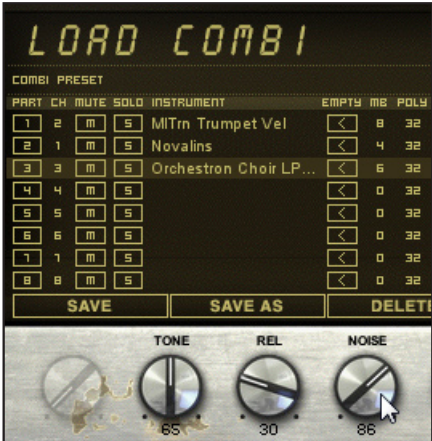 LOAD COMBI
COMBI PRESET
PART CH MUTE SOLO INSTRUMENT EMPTY MB POLY
1 2 m S MITrn Trumpet Vel < 8 32
2 1 m S Novalins < 4 32
3 3 m S Orchestron Choir LP... < 6 32
4 4 m S < 0 32
5 5 m S < 0 32
6 6 m S < 0 32
7 7 m S < 0 32
8 8 m S < 0 32
SAVE SAVE AS DELETE
TONE REL NOISE
65 30 86